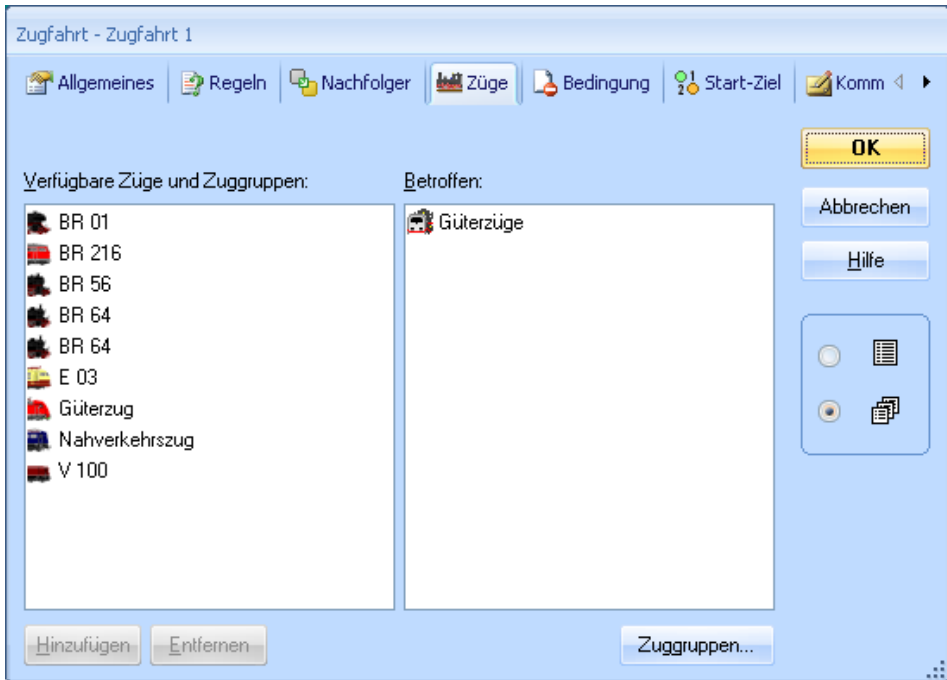 Zugfahrt - Zugfahrt 1
Allgemeines Regeln Nachfolger Züge Bedingung Start-Ziel Komm
OK
Verfügbare Züge und Zuggruppen: Betroffen:
Abbrechen
BR 01 Güterzüge
BR 216
Hilfe
BR 56
BR 64
BR 64
E 03
Güterzug
Nahverkehrszug
V 100
Hinzufügen Entfernen Zuggruppen...